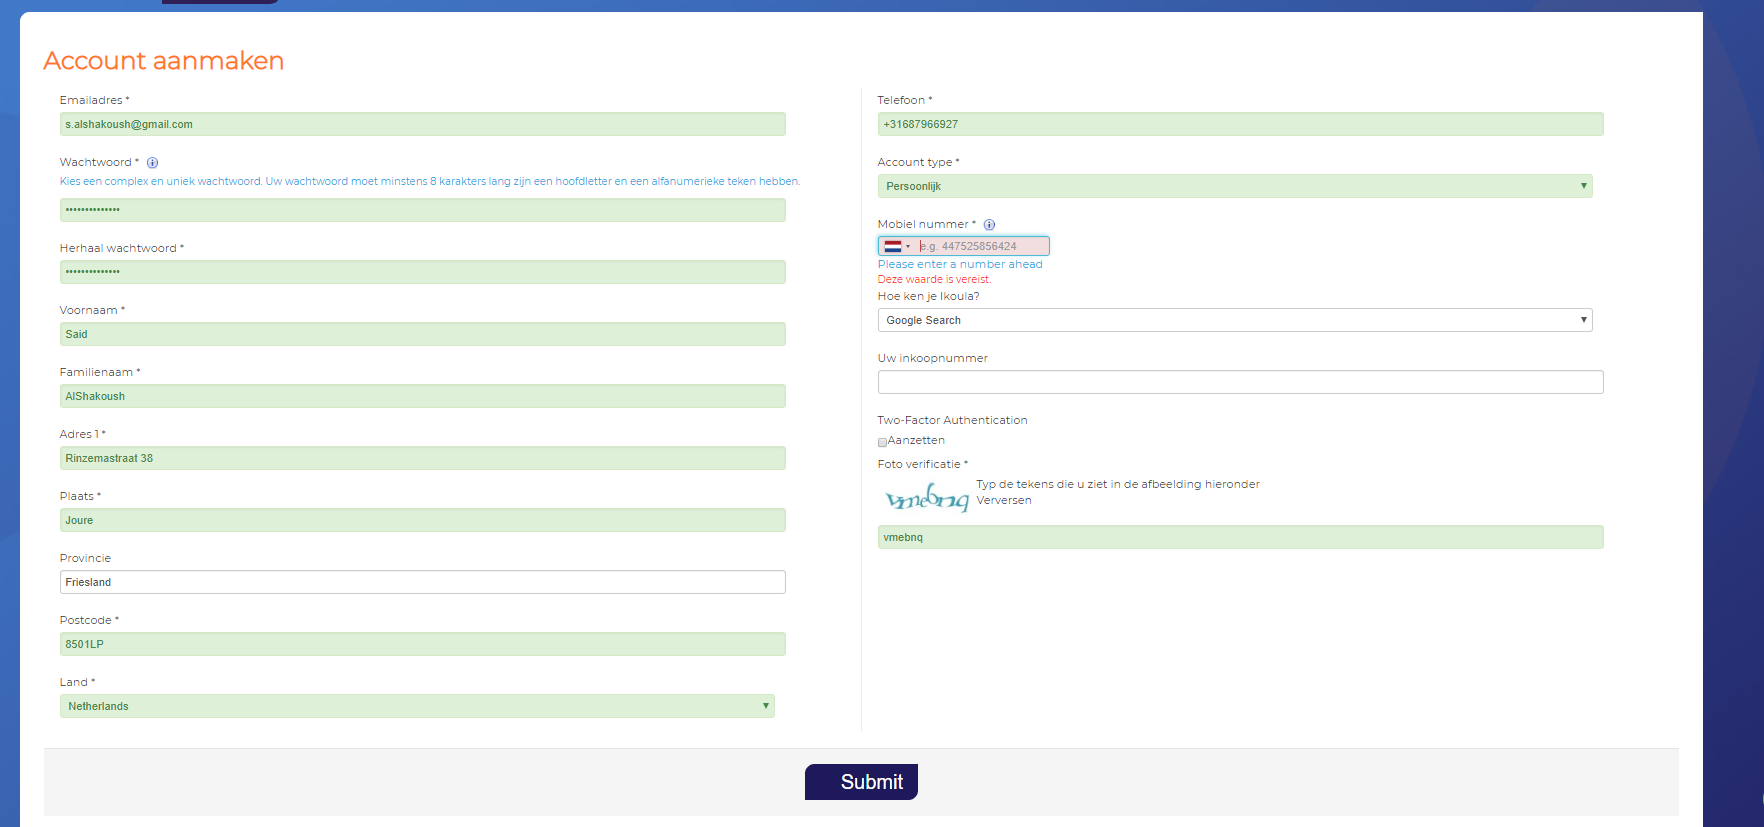 Account aanmaken
Emailadres *
s.alshakoush@gmail.com
Wachtwoord *
Kies een complex en uniek wachtwoord. Uw wachtwoord moet minstens 8 karakters lang zijn een hoofdletter en een alfanumerieke teken hebben.
••••••••••••••
Herhaal wachtwoord *
••••••••••••••
Voornaam *
Said
Familienaam *
AlShakoush
Adres 1 *
Rinzemastraat 38
Plaats *
Joure
Provincie
Friesland
Postcode *
8501LP
Land *
Netherlands
Telefoon *
+31687966927
Account type *
Persoonlijk
Mobiel nummer *
e.g. 447525856424
Please enter a number ahead
Deze waarde is vereist.
Hoe ken je Ikoula?
Google Search
Uw inkoopnummer
Two-Factor Authentication
Aanzetten
Foto verificatie *
vmebnq
Typ de tekens die u ziet in de afbeelding hieronder
Verversen
vmebnq
Submit